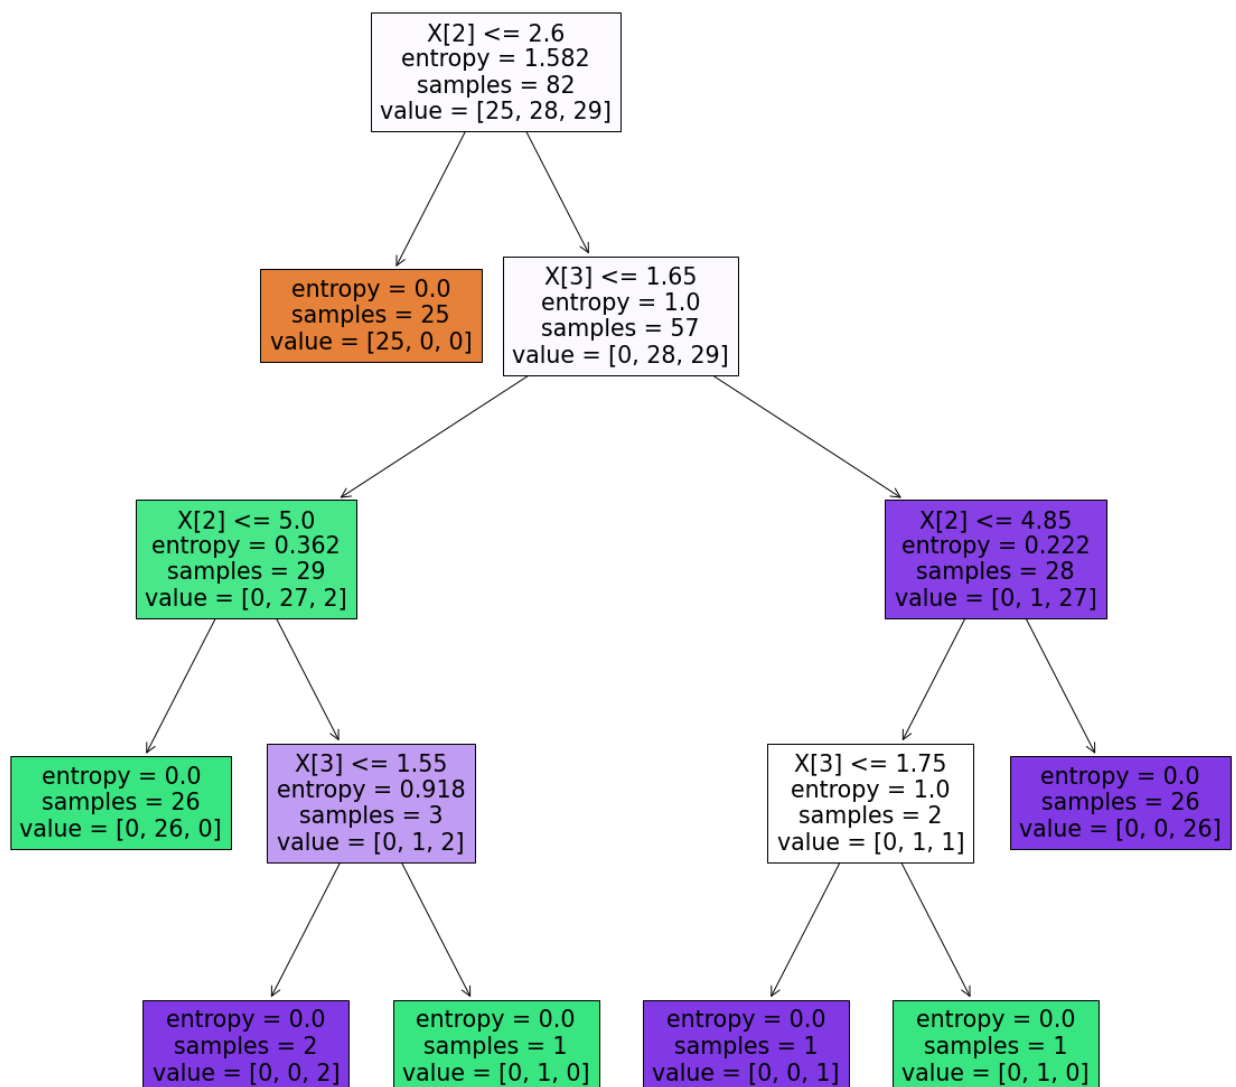 X[2] <= 2.6
entropy = 1.582
samples = 82
value = [25, 28, 29]
entropy = 0.0
samples = 25
value = [25, 0, 0]
X[3] <= 1.65
entropy = 1.0
samples = 57
value = [0, 28, 29]
X[2] <= 5.0
entropy = 0.362
samples = 29
value = [0, 27, 2]
X[2] <= 4.85
entropy = 0.222
samples = 28
value = [0, 1, 27]
entropy = 0.0
samples = 26
value = [0, 26, 0]
X[3] <= 1.55
entropy = 0.918
samples = 3
value = [0, 1, 2]
X[3] <= 1.75
entropy = 1.0
samples = 2
value = [0, 1, 1]
entropy = 0.0
samples = 26
value = [0, 0, 26]
entropy = 0.0
samples = 2
value = [0, 0, 2]
entropy = 0.0
samples = 1
value = [0, 1, 0]
entropy = 0.0
samples = 1
value = [0, 0, 1]
entropy = 0.0
samples = 1
value = [0, 1, 0]